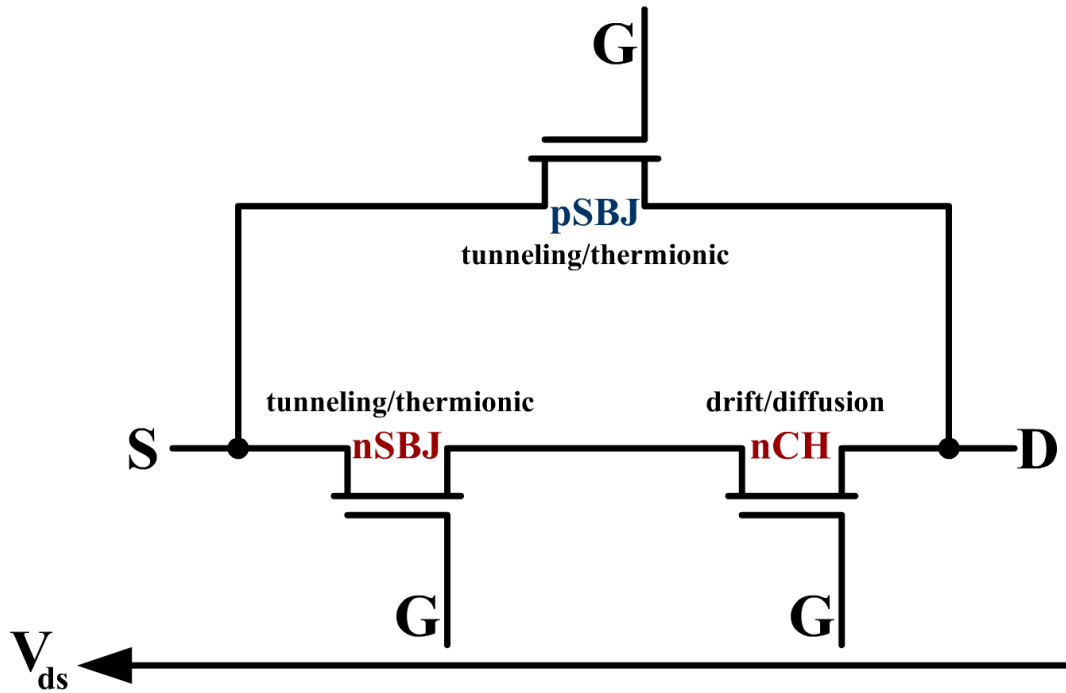 G
pSBJ
tunneling/thermionic
tunneling/thermionic
drift/diffusion
S
nSBJ
nCH
D
G
G
Vds